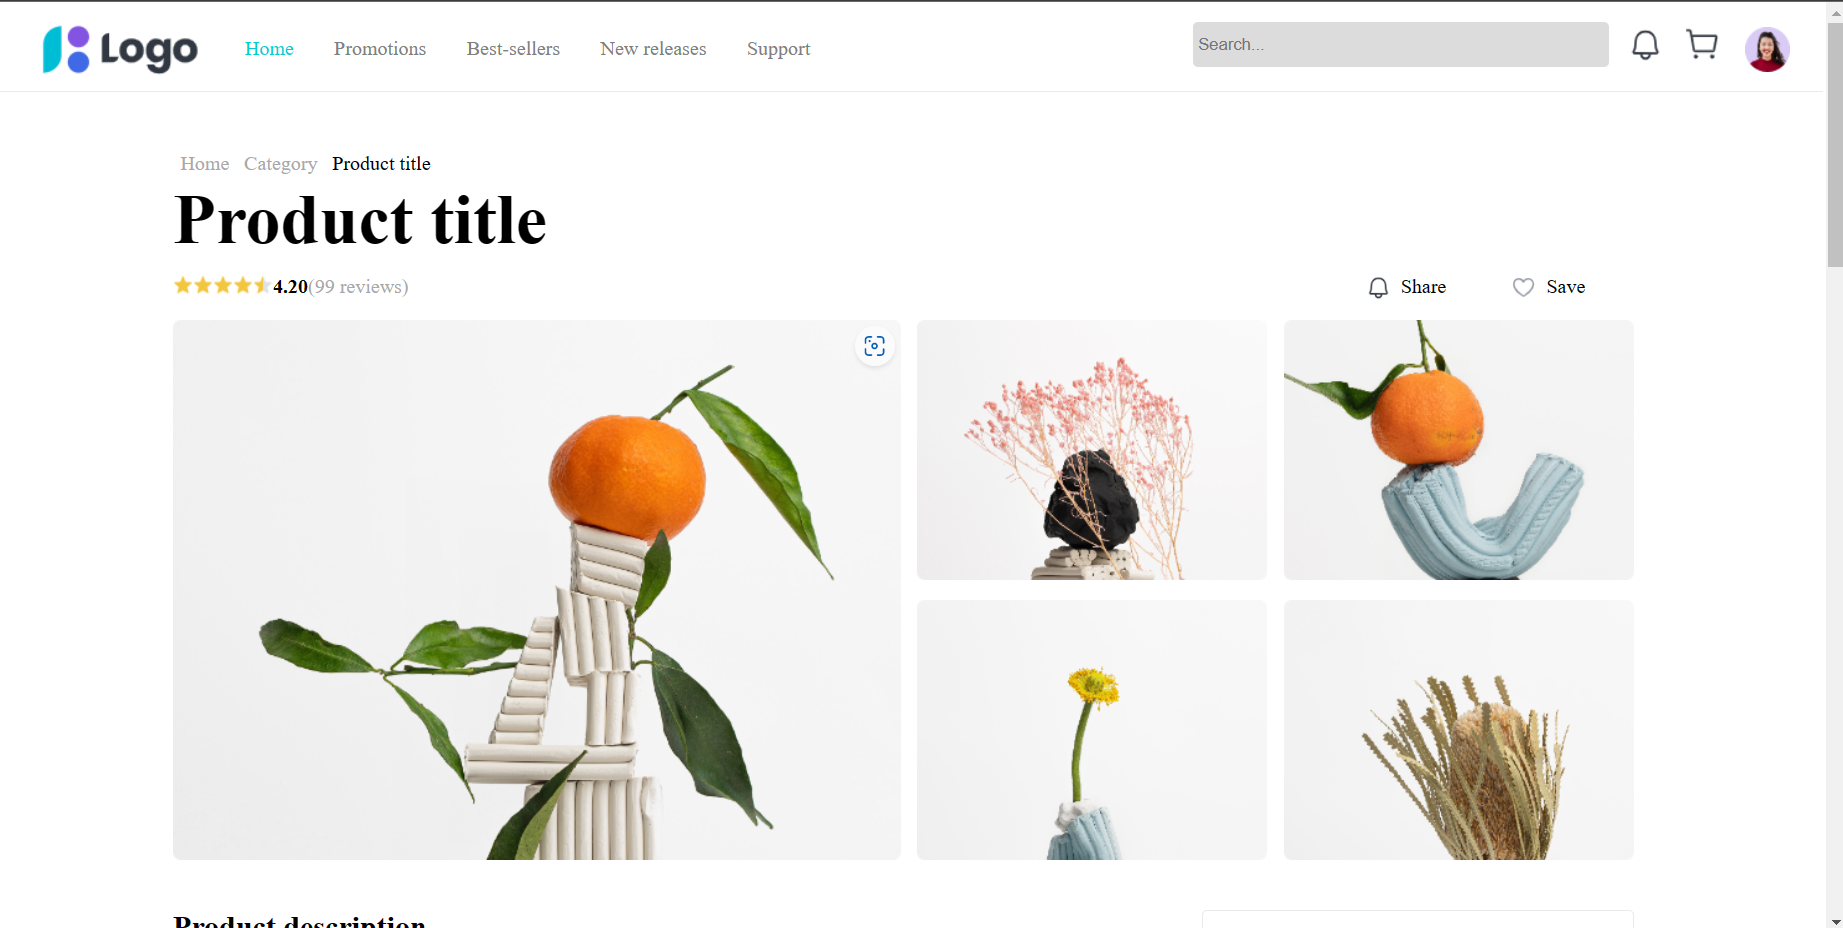 Logo
Home Promotions Best-sellers New releases Support
Search...
Home Category Product title
Product title
4.20(99 reviews)
Share Save
Product description